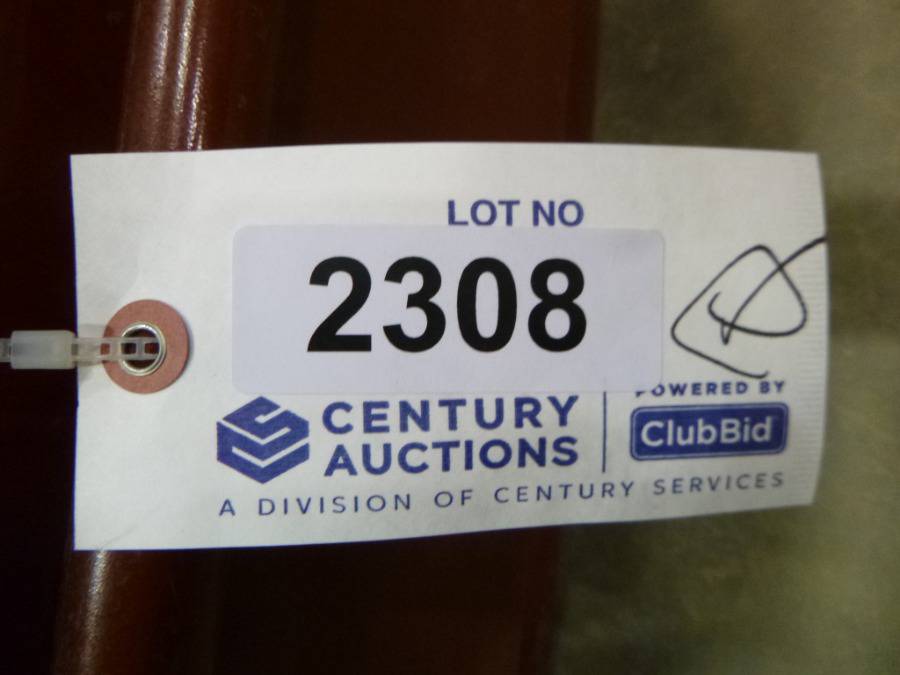 LOT NO
2308
CENTURY
AUCTIONS
POWERED BY
ClubBid
A DIVISION OF CENTURY SERVICES